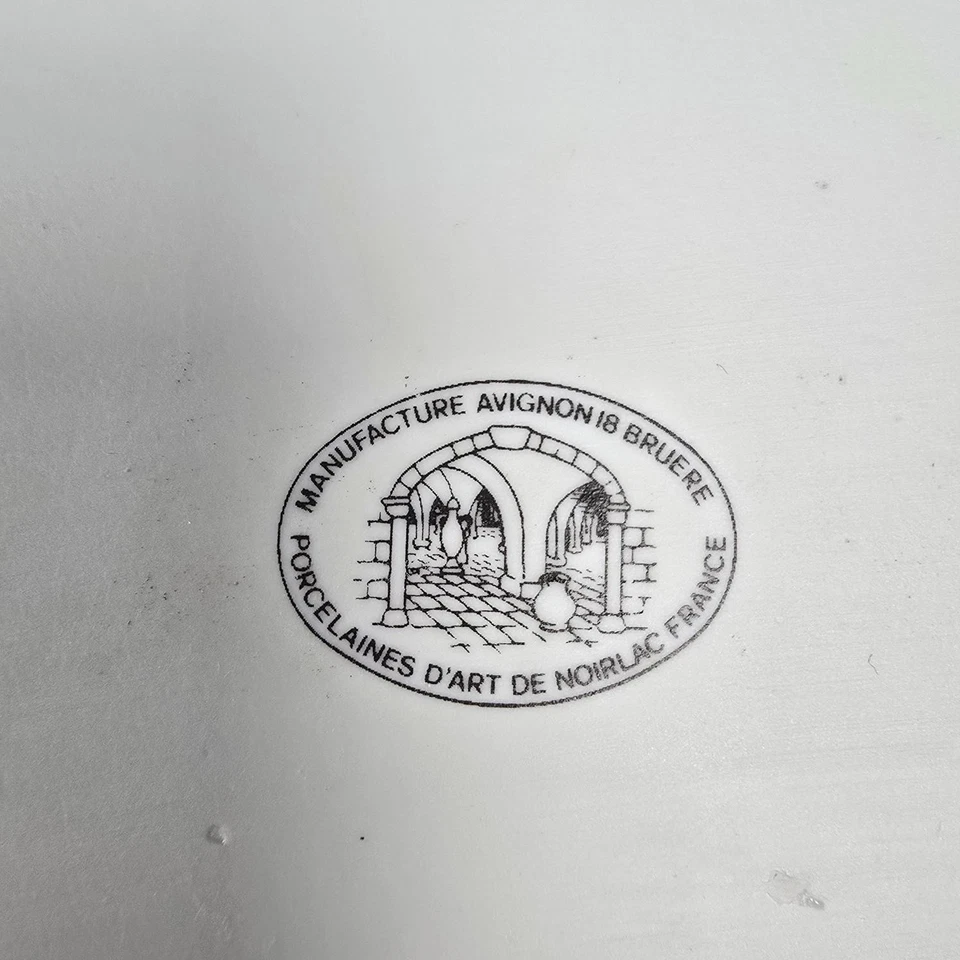 MANUFACTURE AVIGNON 18 BRUERE
PORCELAINES D'ART DE NOIRLAC FRANCE